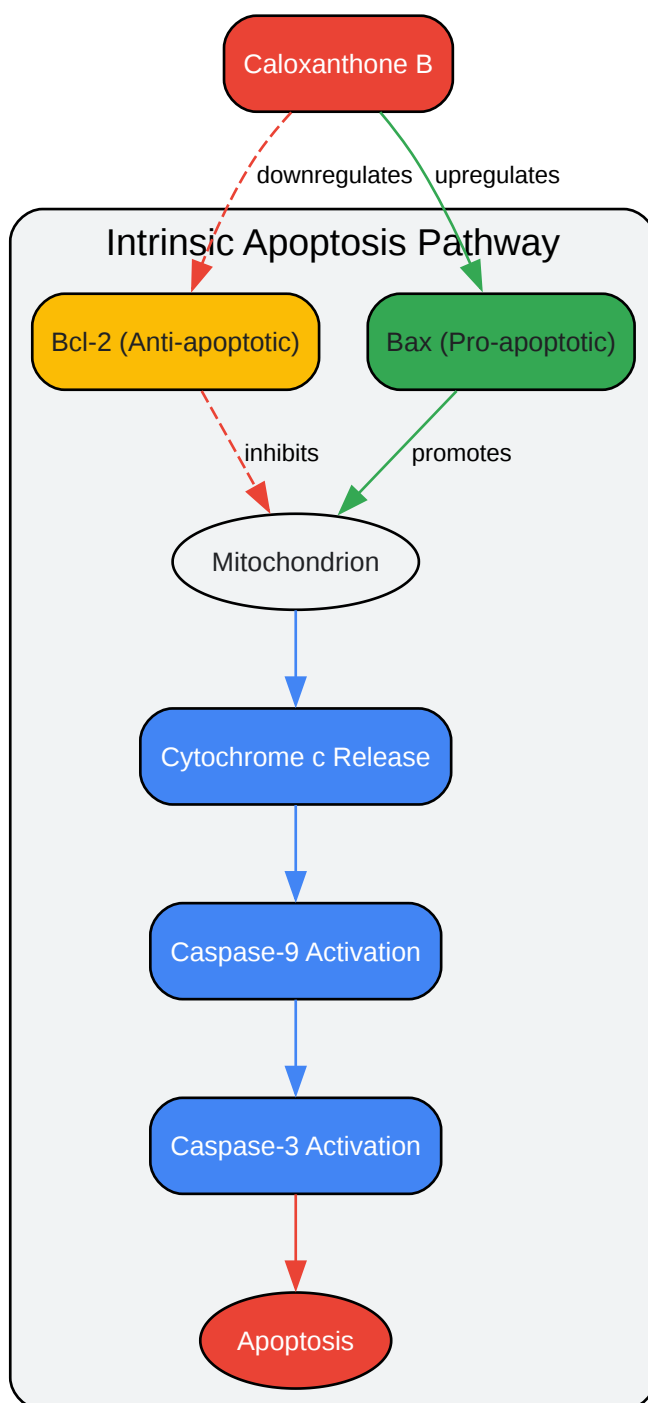 Caloxanthone B
downregulates
upregulates
Intrinsic Apoptosis Pathway
Bcl-2 (Anti-apoptotic)
Bax (Pro-apoptotic)
inhibits
promotes
Mitochondrion
Cytochrome c Release
Caspase-9 Activation
Caspase-3 Activation
Apoptosis